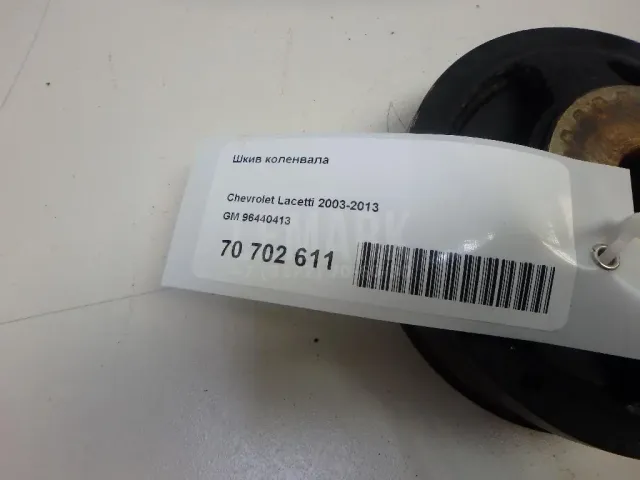 Шкив коленвала
Chevrolet Lacetti 2003-2013
GM 96440413
70 702 611